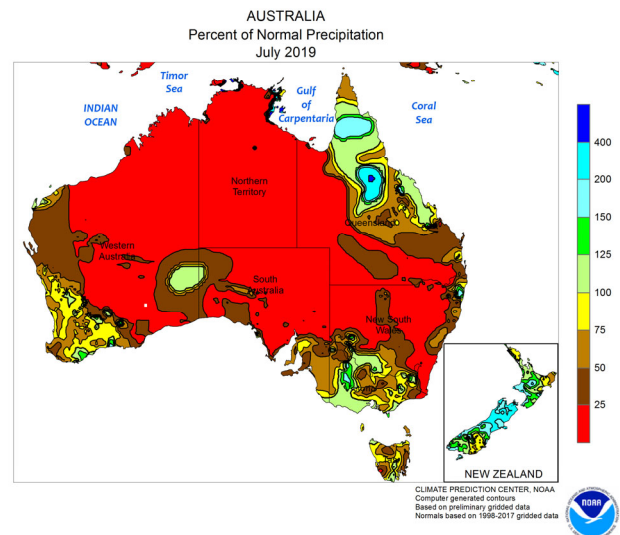 AUSTRALIA
Percent of Normal Precipitation
July 2019
Timor
Sea
INDIAN
OCEAN
Gulf
of
Carpentaria
Coral
Sea
Northern
Territory
Queensland
Western
Australia
South
Australia
New South
Wales
400
200
150
125
100
75
50
25
NEW ZEALAND
CLIMATE PREDICTION CENTER, NOAA
Computer generated contours
Based on preliminary gridded data
Normals based on 1998-2017 gridded data
NOAA